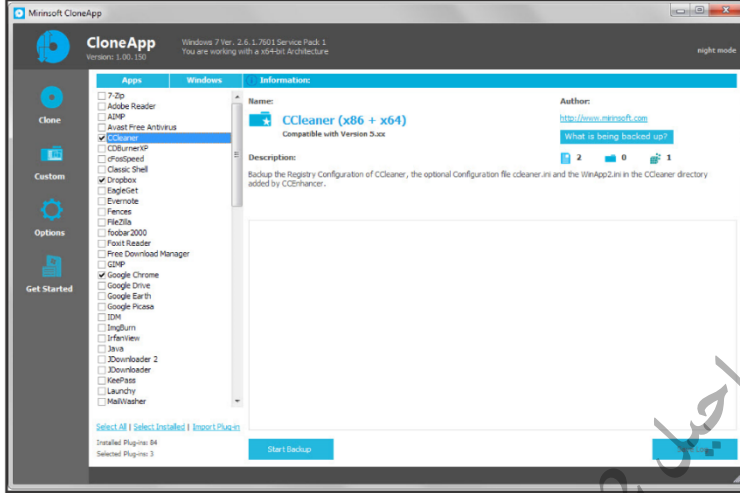 Mirinsoft CloneApp
CloneApp
Version: 1.00.150
Windows 7 Ver. 2.6.1.7601 Service Pack 1
You are working with a x64-bit Architecture
night mode
Clone
Custom
Options
Get Started
Apps Windows
7-Zip
Adobe Reader
AIMP
Avast Free Antivirus
CCleaner
CDBurnerXP
cFosSpeed
Classic Shell
Dropbox
EagleGet
Evernote
Fences
FileZilla
foobar2000
Foxit Reader
Free Download Manager
GIMP
Google Chrome
Google Drive
Google Earth
Google Picasa
IDM
ImgBurn
IrfanView
Java
JDownloader 2
JDownloader
KeePass
Launchy
MailWasher
Select All | Select Installed | Import Plug-in
Installed Plug-ins: 84
Selected Plug-ins: 3
Information:
Name:
CCleaner (x86 + x64)
Compatible with Version 5.xx
Author:
http://www.mirinsoft.com
What is being backed up?
2 0 1
Description:
Backup the Registry Configuration of CCleaner, the optional Configuration file ccleaner.ini and the WinApp2.ini in the CCleaner directory
added by CCEnhancer.
Start Backup